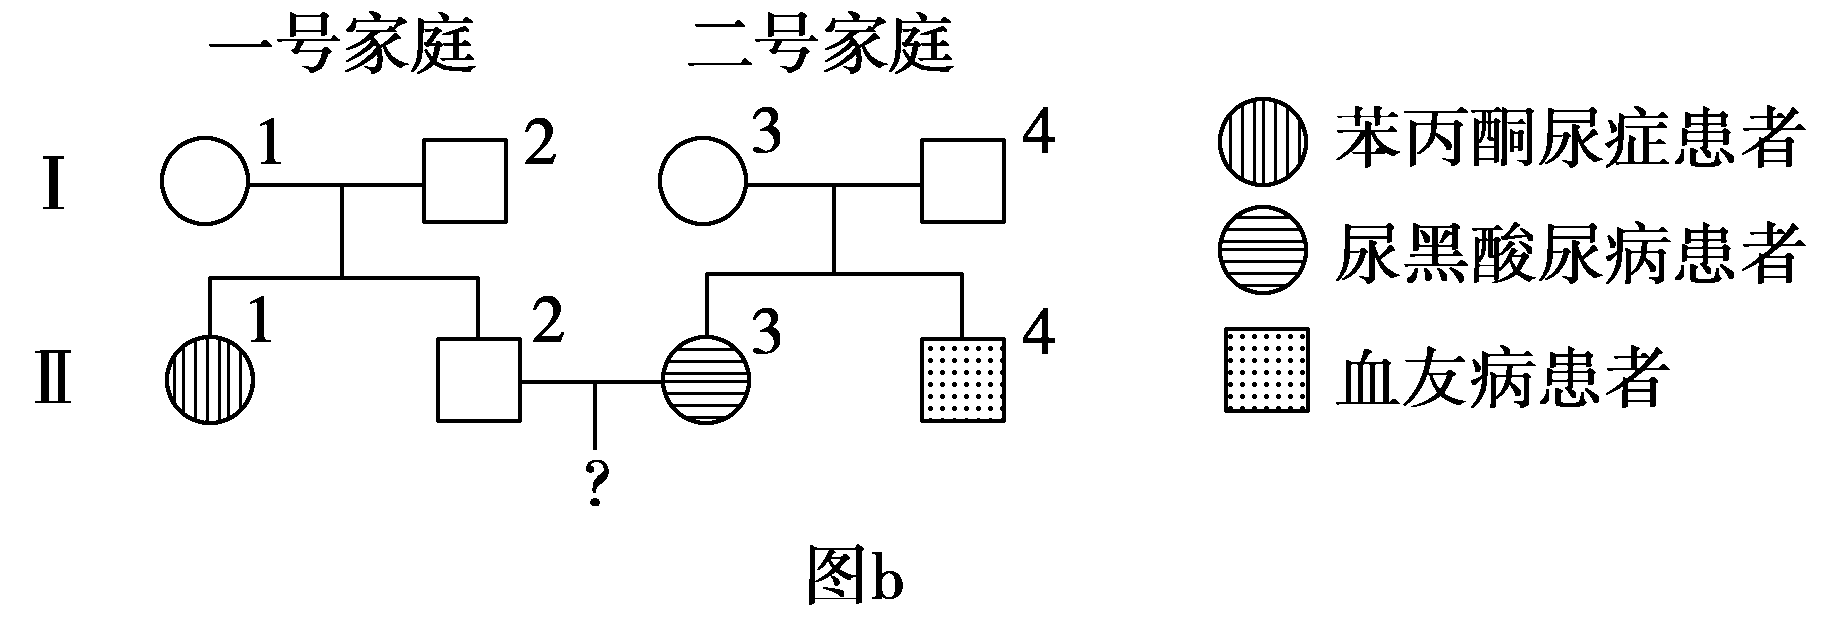 一号家庭 二号家庭
1 2 3 4 苯丙酮尿症患者
Ⅰ
尿黑酸尿病患者
1 2 3 4
Ⅱ 血友病患者
?
图b